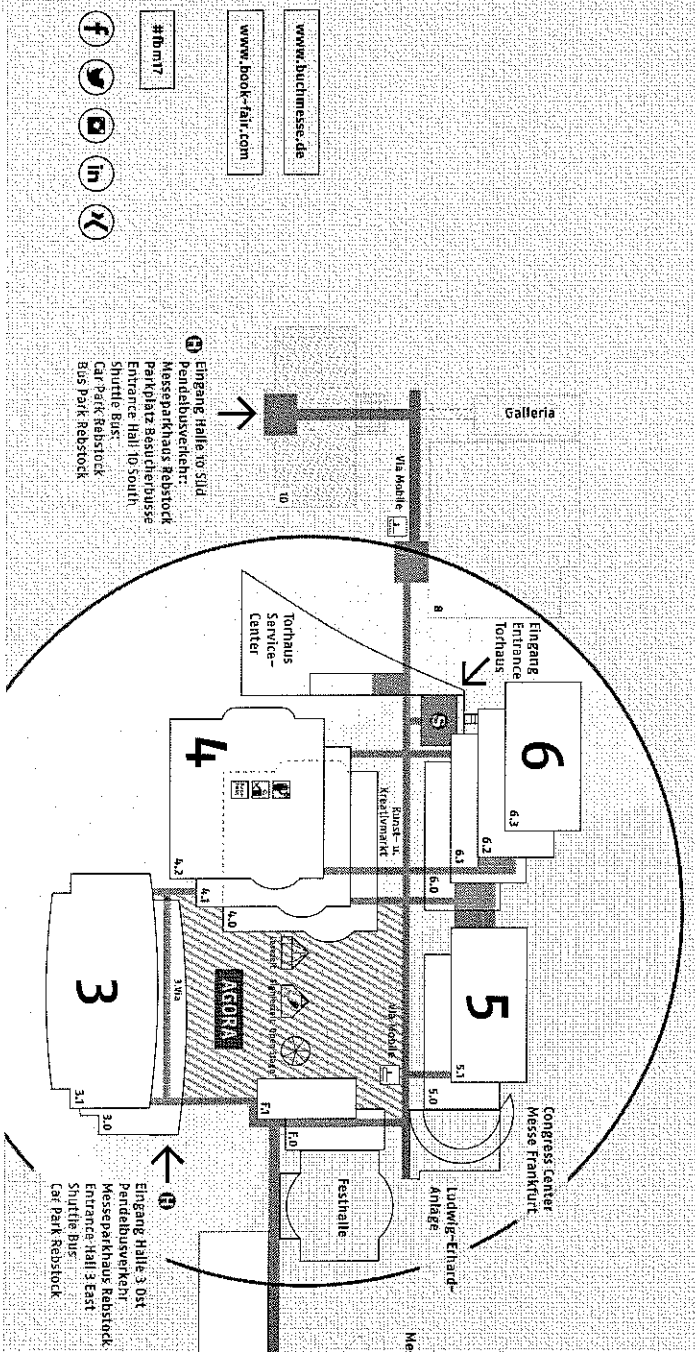 www.buchmesse.de
www.book-fair.com
#fbm17
Galleria
Via Mobile
10
Eingang Halle 10 Süd
Pendelbusverkehr:
Messeparkhaus Rebstock
Parkplatz Besucherbusse
Entrance Hall 10 South
Shuttle Bus:
Car Park Rebstock
Bus Park Rebstock
H
8
Eingang
Entrance
Torhaus
Torhaus
Service-
Center
S
6
6.3
6.2
6.1
6.0
5
5.1
5.0
4
4.2
4.1
4.0
Kunst- u.
Kreativmarkt
Via Mobile
AGORA
Lesezelt
Signierzelt
Open Stage
3
3.Via
3.1
3.0
F.1
F.0
Festhalle
Congress Center
Messe Frankfurt
Ludwig-Erhard-
Anlage
H
Eingang Halle 3 Ost
Pendelbusverkehr
Messeparkhaus Rebstock
Entrance Hall 3 East
Shuttle Bus:
Car Park Rebstock